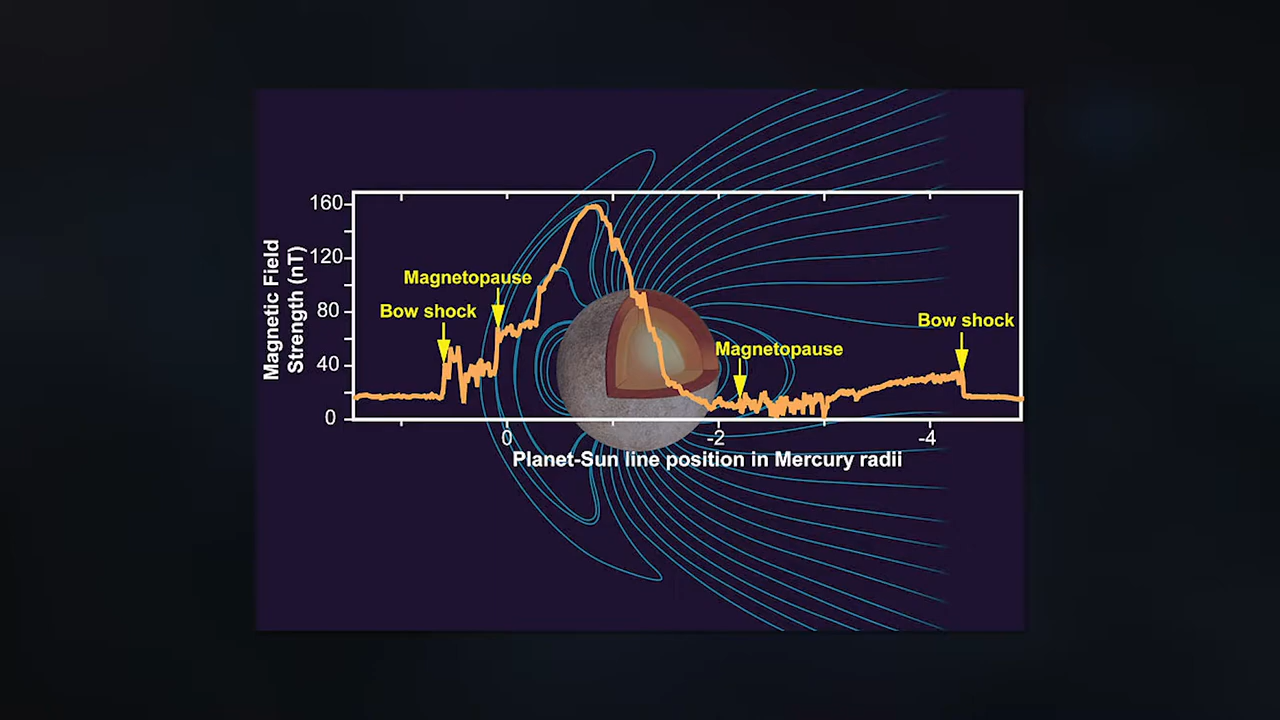 160
120
80
40
0
Magnetic Field
Strength (nT)
Magnetopause
Bow shock
Magnetopause
Bow shock
0
-2
-4
Planet-Sun line position in Mercury radii